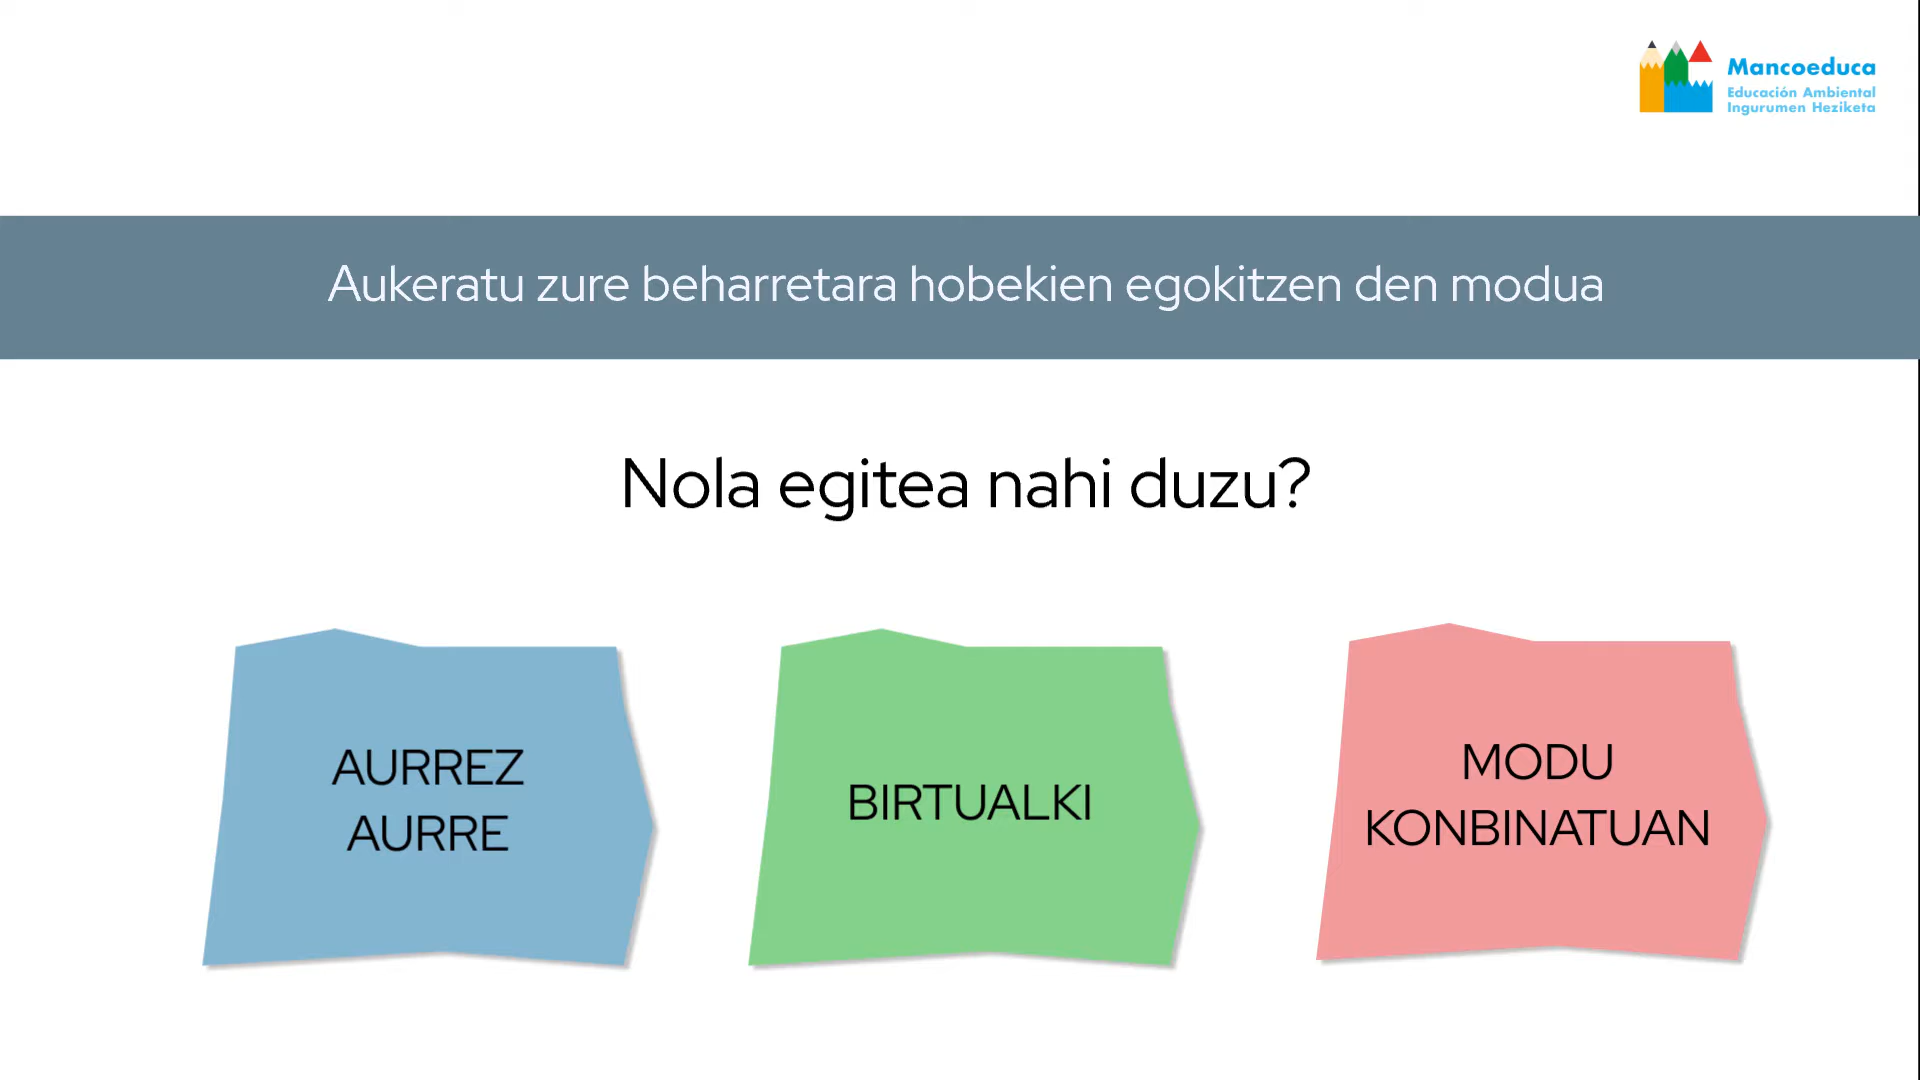 Mancoeduca
Educación Ambiental
Ingurumen Heziketa
Aukeratu zure beharretara hobekien egokitzen den modua
Nola egitea nahi duzu?
AURREZ
AURRE
BIRTUALKI
MODU
KONBINATUAN